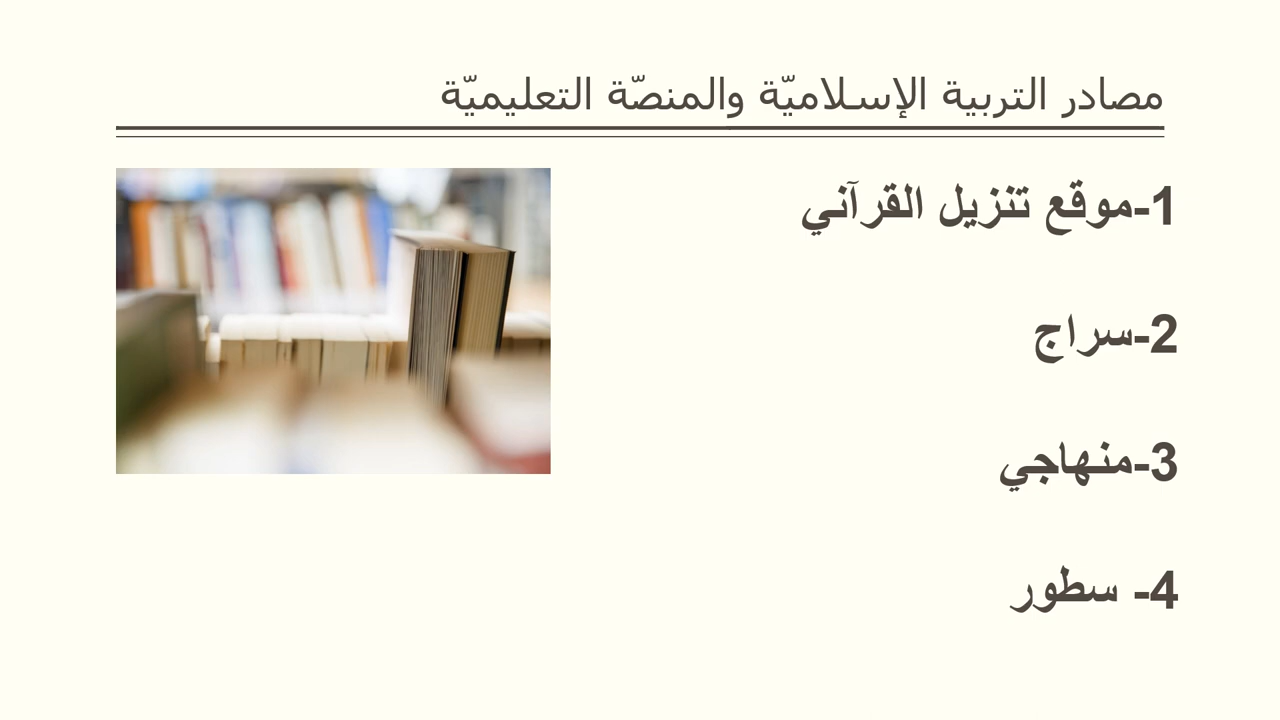 مصادر التربية الإسلاميّة والمنصّة التعليميّة
1-موقع تنزيل القرآني
2-سراج
3-منهاجي
4- سطور